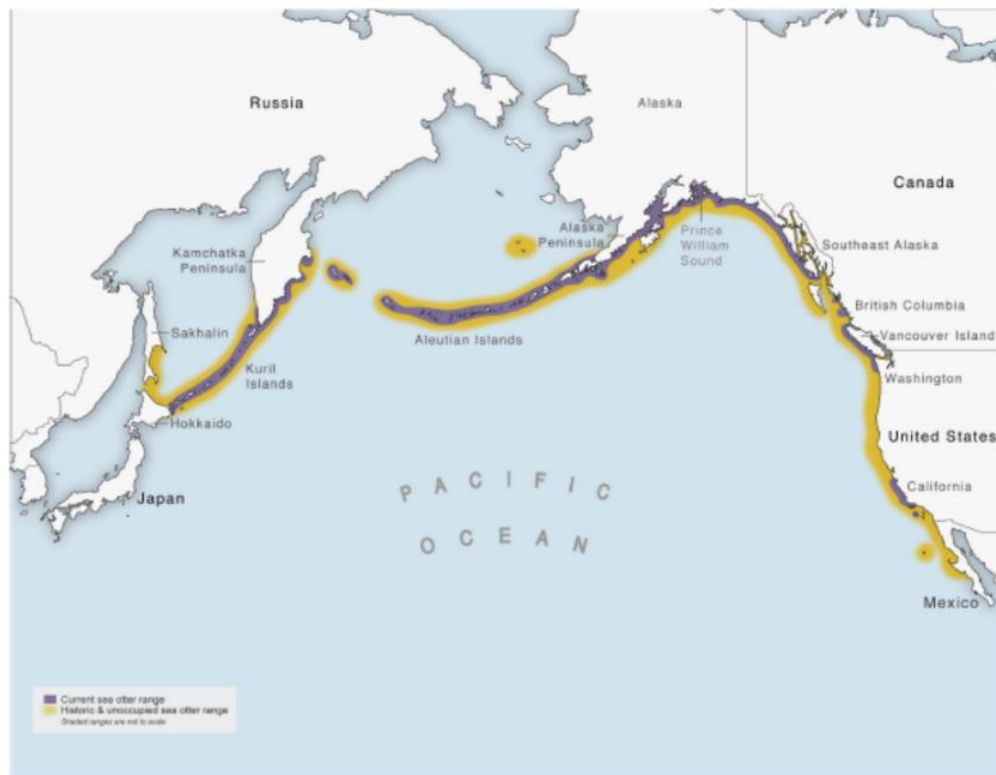 Russia
Alaska
Canada
Kamchatka
Peninsula
Alaska
Peninsula
Prince
William
Sound
Southeast Alaska
British Columbia
Vancouver Island
Sakhalin
Aleutian Islands
Kuril
Islands
Washington
Hokkaido
United States
Japan
California
PACIFIC
OCEAN
Mexico
Current sea otter range
Historic & unoccupied sea otter range
Shaded ranges are not to scale